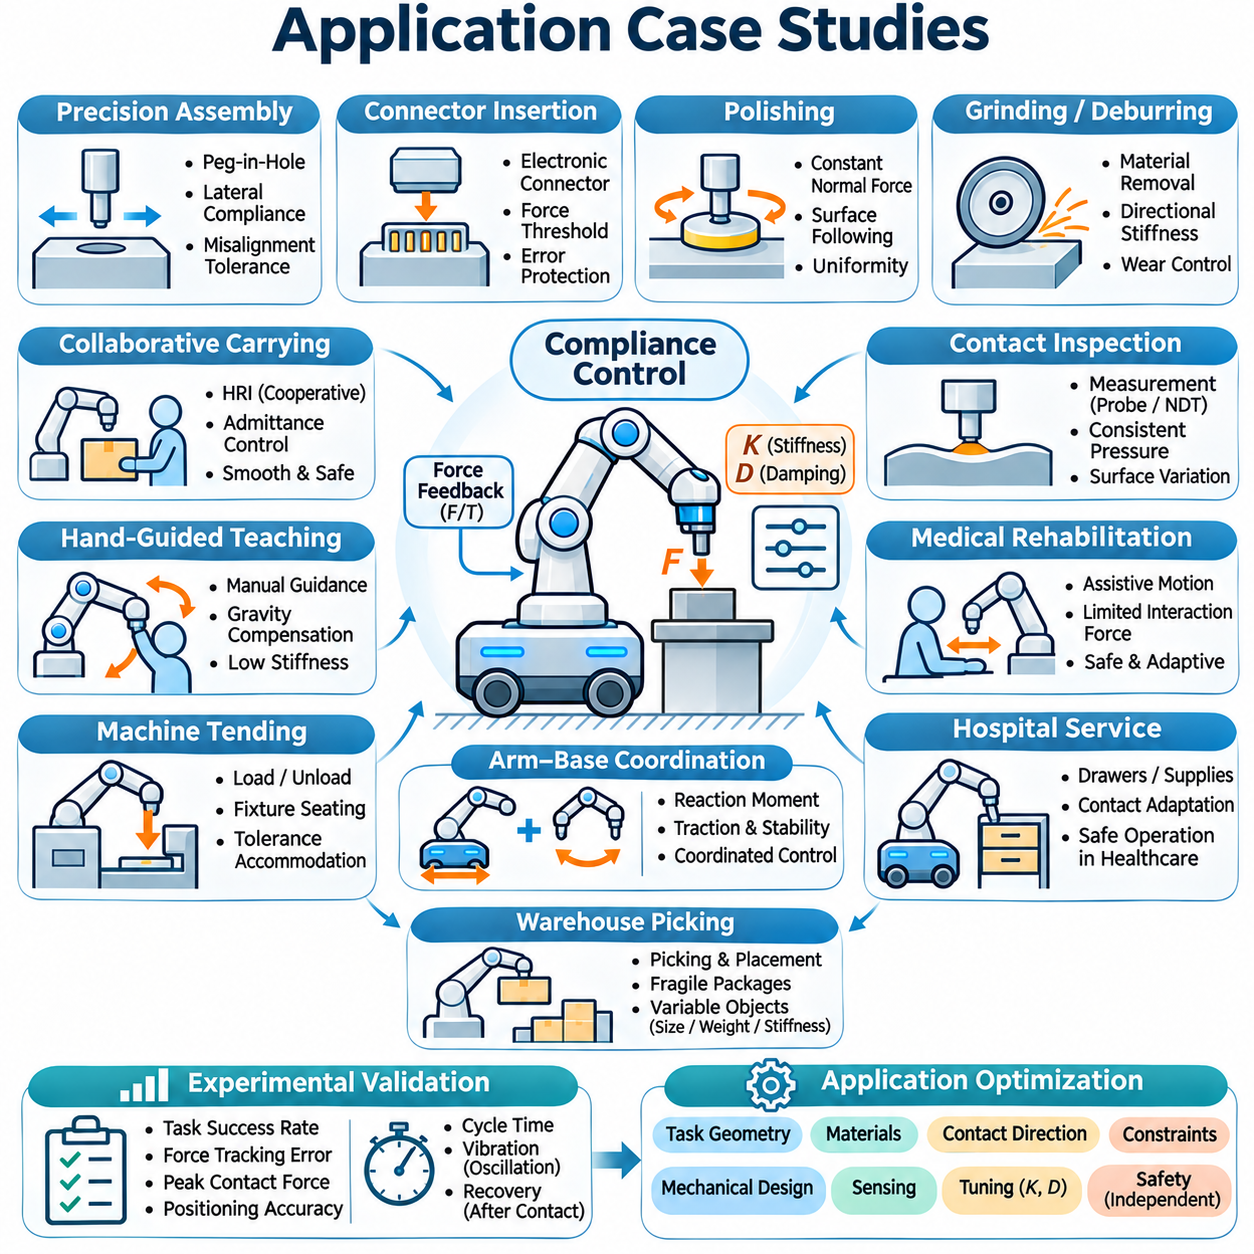 Application Case Studies
Precision Assembly
• Peg-in-Hole
• Lateral
Compliance
• Misalignment
Tolerance
Connector Insertion
• Electronic
Connector
• Force
Threshold
• Error
Protection
Polishing
• Constant
Normal Force
• Surface
Following
• Uniformity
Grinding / Deburring
• Material
Removal
• Directional
Stiffness
• Wear Control
Collaborative Carrying
• HRI (Cooperative)
• Admittance
Control
• Smooth & Safe
Compliance
Control
Force
Feedback
(F/T)
K (Stiffness)
D (Damping)
F
Contact Inspection
• Measurement
(Probe / NDT)
• Consistent
Pressure
• Surface Variation
Hand-Guided Teaching
• Manual Guidance
• Gravity
Compensation
• Low Stiffness
Medical Rehabilitation
• Assistive Motion
• Limited Interaction
Force
• Safe & Adaptive
Machine Tending
• Load / Unload
• Fixture Seating
• Tolerance
Accommodation
Arm–Base Coordination
• Reaction Moment
• Traction & Stability
• Coordinated Control
Hospital Service
• Drawers / Supplies
• Contact Adaptation
• Safe Operation
in Healthcare
Warehouse Picking
• Picking & Placement
• Fragile Packages
• Variable Objects
(Size / Weight / Stiffness)
Experimental Validation
• Task Success Rate
• Force Tracking Error
• Peak Contact Force
• Positioning Accuracy
• Cycle Time
• Vibration
(Oscillation)
• Recovery
(After Contact)
Application Optimization
Task Geometry
Materials
Contact Direction
Constraints
Mechanical Design
Sensing
Tuning (K, D)
Safety
(Independent)